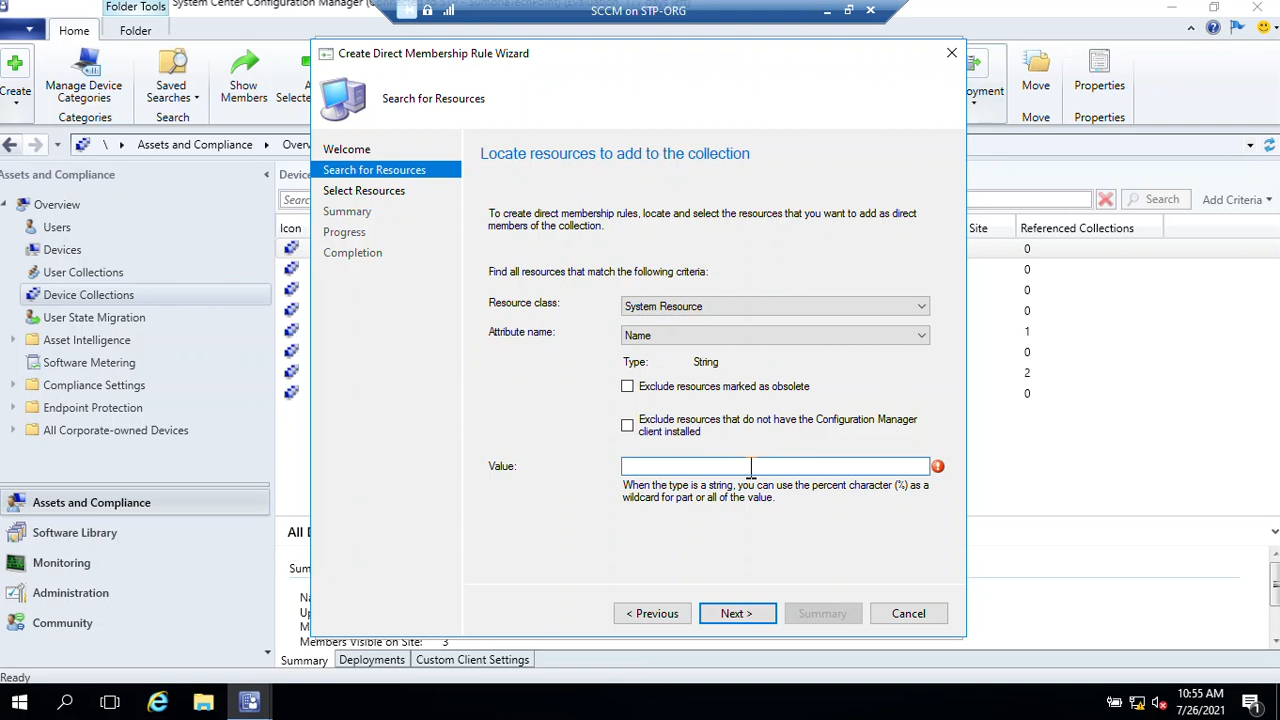 Folder Tools
SCCM on STP-ORG
Home
Folder
Create
Manage Device
Categories
Categories
Saved
Searches
Search
Show
Members
Add
Selected
Move
Move
Properties
Properties
\ Assets and Compliance
Assets and Compliance
Overview
Users
Devices
User Collections
Device Collections
User State Migration
Asset Intelligence
Software Metering
Compliance Settings
Endpoint Protection
All Corporate-owned Devices
Assets and Compliance
Software Library
Monitoring
Administration
Community
Ready
Icon
Search
Add Criteria
Site
Referenced Collections
0
0
0
0
1
0
2
0
Create Direct Membership Rule Wizard
Search for Resources
Welcome
Search for Resources
Select Resources
Summary
Progress
Completion
Locate resources to add to the collection
To create direct membership rules, locate and select the resources that you want to add as direct
members of the collection.
Find all resources that match the following criteria:
Resource class:
System Resource
Attribute name:
Name
Type: String
Exclude resources marked as obsolete
Exclude resources that do not have the Configuration Manager
client installed
Value:
When the type is a string, you can use the percent character (%) as a
wildcard for part or all of the value.
< Previous
Next >
Summary
Cancel
Members Visible on Site: 3
Summary
Deployments
Custom Client Settings
10:55 AM
7/26/2021
1